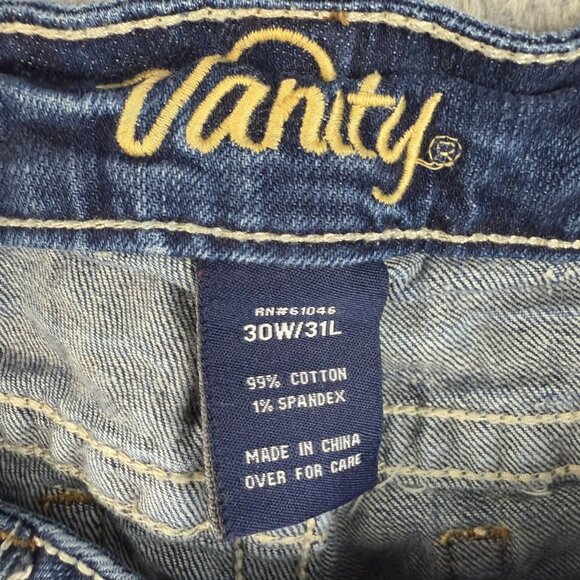 Vanity®
RN#61046
30W/31L
99% COTTON
1% SPANDEX
MADE IN CHINA
OVER FOR CARE